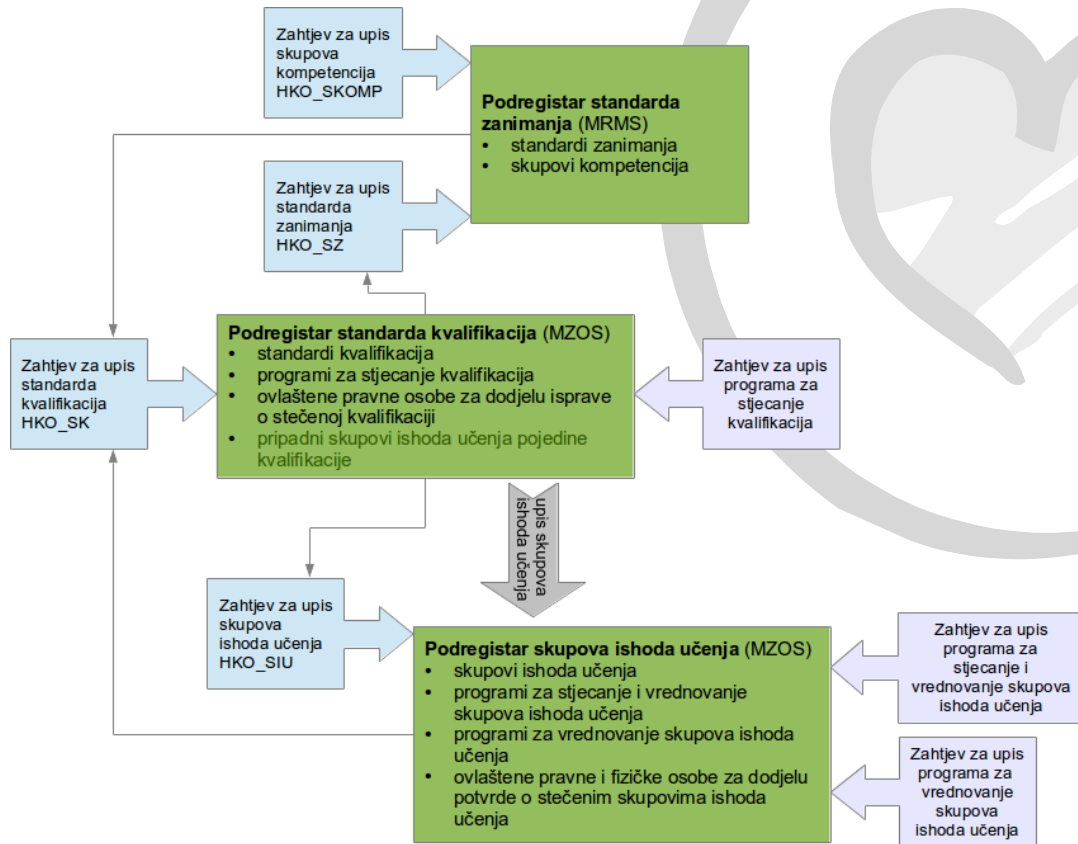 Zahtjev za upis
skupova
kompetencija
HKO_SKOMP
Podregistar standarda
zanimanja (MRMS)
• standardi zanimanja
• skupovi kompetencija
Zahtjev za upis
standarda
zanimanja
HKO_SZ
Podregistar standarda kvalifikacija (MZOS)
• standardi kvalifikacija
• programi za stjecanje kvalifikacija
• ovlaštene pravne osobe za dodjelu isprave
o stečenoj kvalifikaciji
• pripadni skupovi ishoda učenja pojedine
kvalifikacije
Zahtjev za upis
standarda
kvalifikacija
HKO_SK
Zahtjev za upis
programa za
stjecanje
kvalifikacija
upis skupova
ishoda učenja
Zahtjev za upis
skupova
ishoda učenja
HKO_SIU
Podregistar skupova ishoda učenja (MZOS)
• skupovi ishoda učenja
• programi za stjecanje i vrednovanje
skupova ishoda učenja
• programi za vrednovanje skupova ishoda
učenja
• ovlaštene pravne i fizičke osobe za dodjelu
potvrde o stečenim skupovima ishoda
učenja
Zahtjev za upis
programa za
stjecanje i
vrednovanje skupova
ishoda učenja
Zahtjev za upis
programa za
vrednovanje
skupova
ishoda učenja